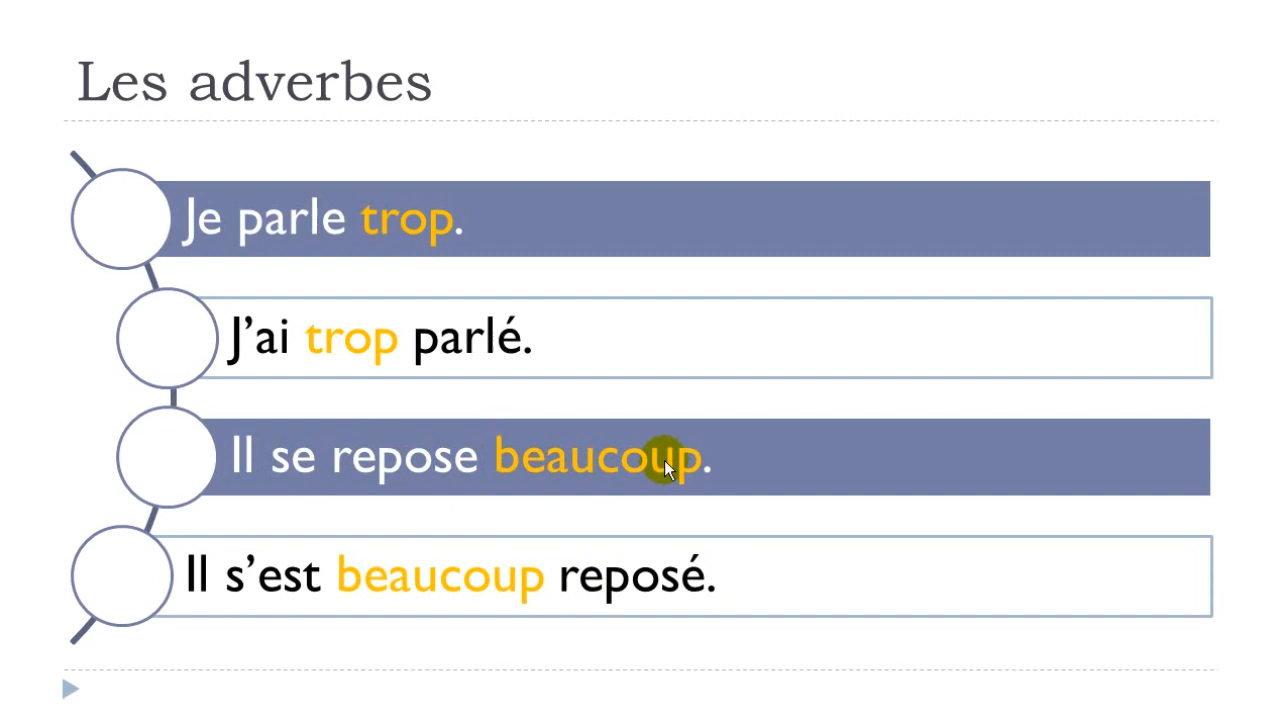 Les adverbes
Je parle trop.
J’ai trop parlé.
Il se repose beaucoup.
Il s’est beaucoup reposé.